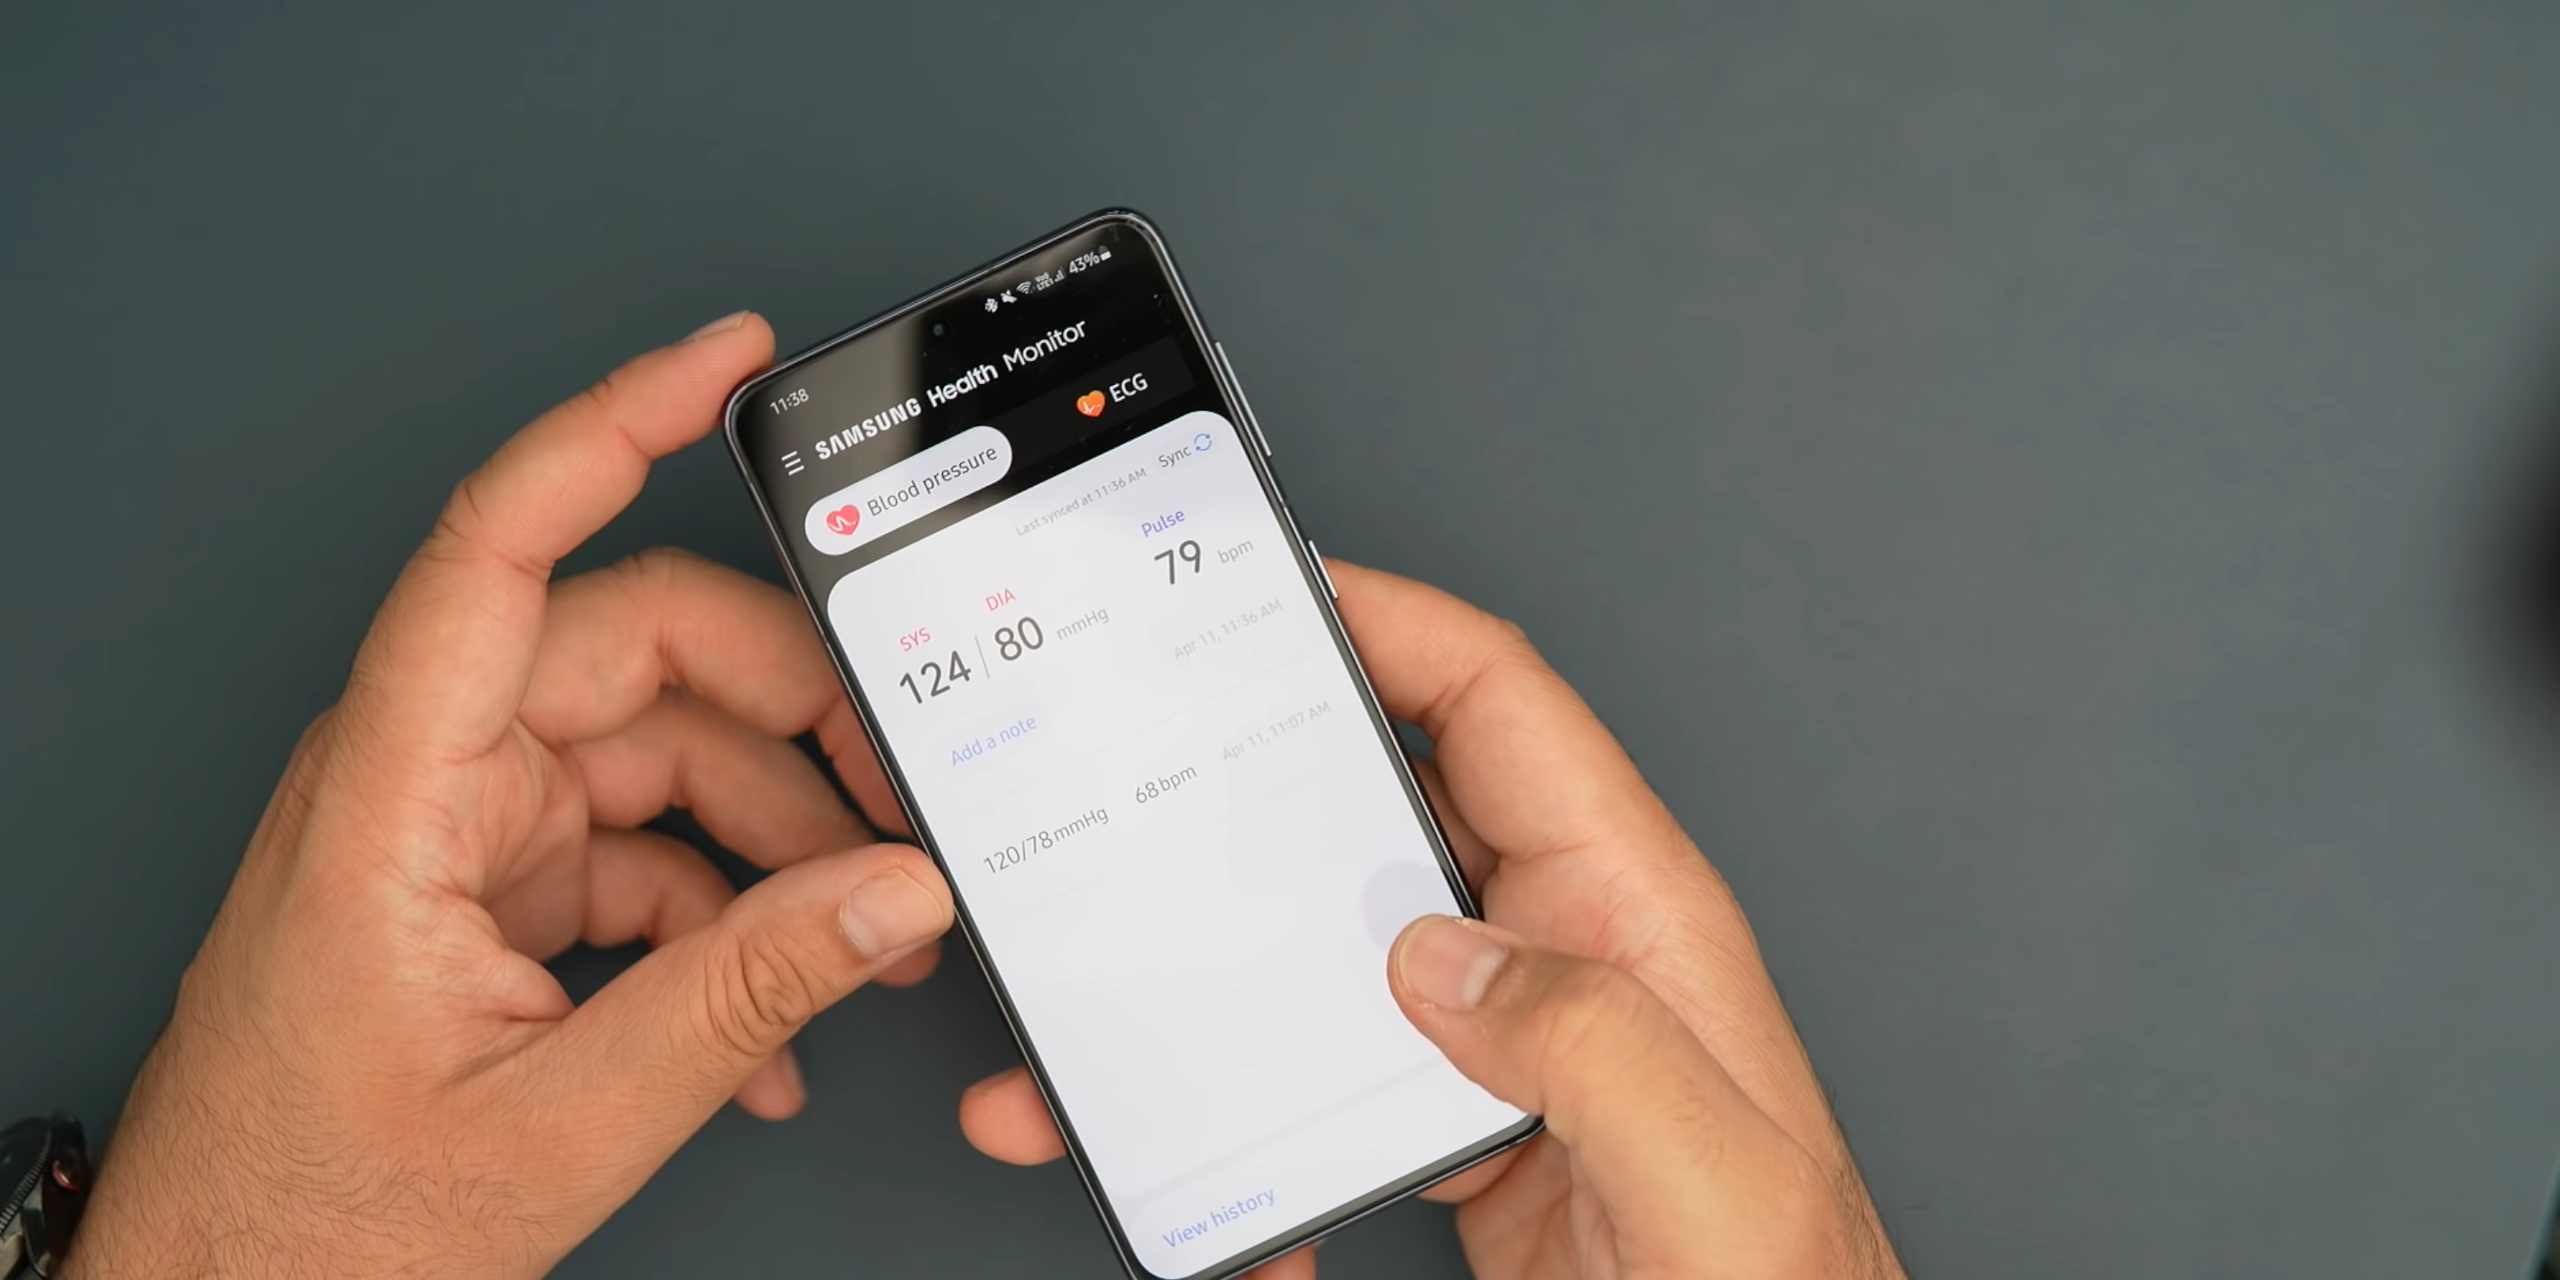 11:38 43%
SAMSUNG Health Monitor
Blood pressure ECG
Last synced at 11:36 AM Sync
SYS DIA Pulse
124 | 80 mmHg 79 bpm
Apr 11, 11:36 AM
Add a note
120/78 mmHg 68 bpm Apr 11, 11:07 AM
View history